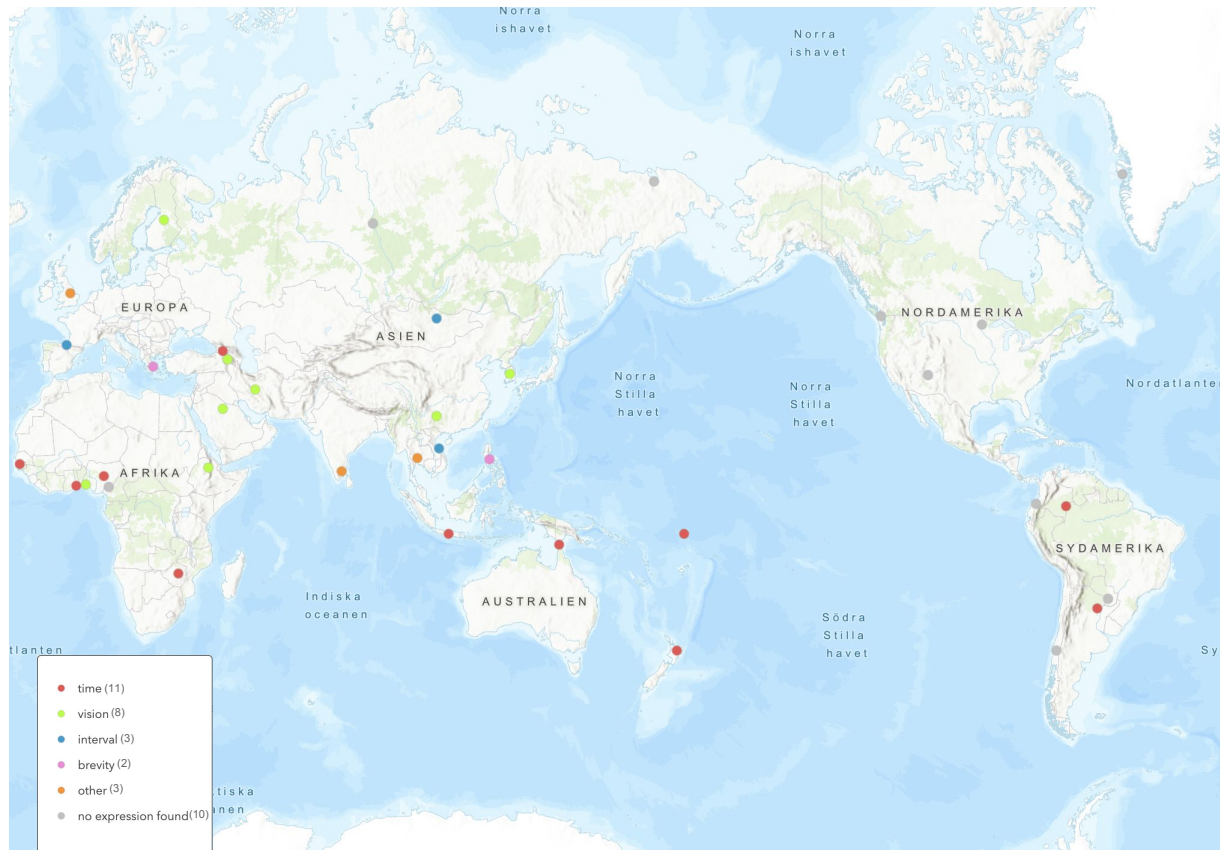 Norra
ishavet
Norra
ishavet
EUROPA
ASIEN
NORDAMERIKA
Norra
Stilla
havet
Norra
Stilla
havet
Nordatlanten
AFRIKA
SYDAMERIKA
Indiska
oceanen
AUSTRALIEN
Södra
Stilla
havet
tlanten
Sy
time (11)
vision (8)
interval (3)
brevity (2)
other (3)
no expression found(10)
tiska
anen